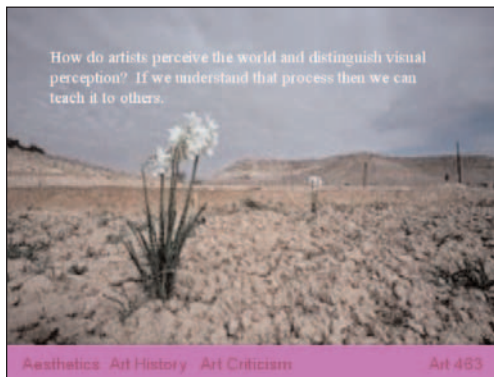 How do artists perceive the world and distinguish visual
perception? If we understand that process then we can
teach it to others.
Aesthetics Art History Art Criticism Art 463